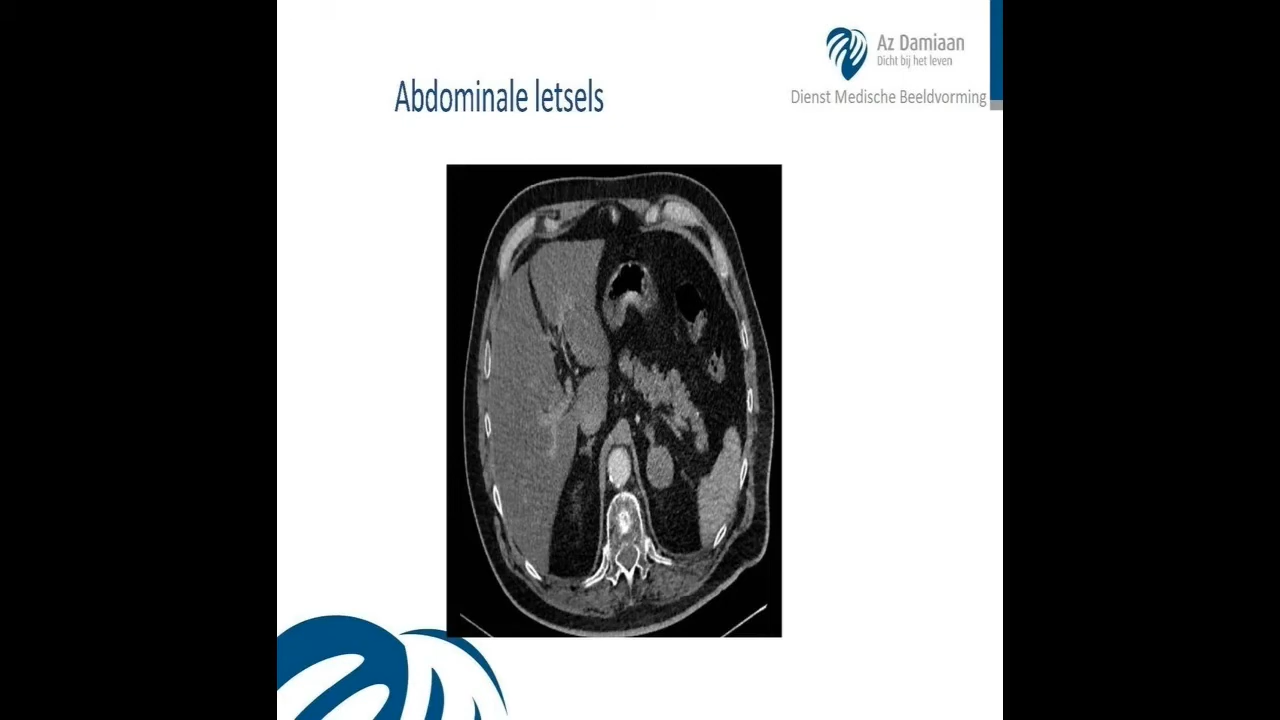 Az Damiaan
Dicht bij het leven
Dienst Medische Beeldvorming
Abdominale letsels